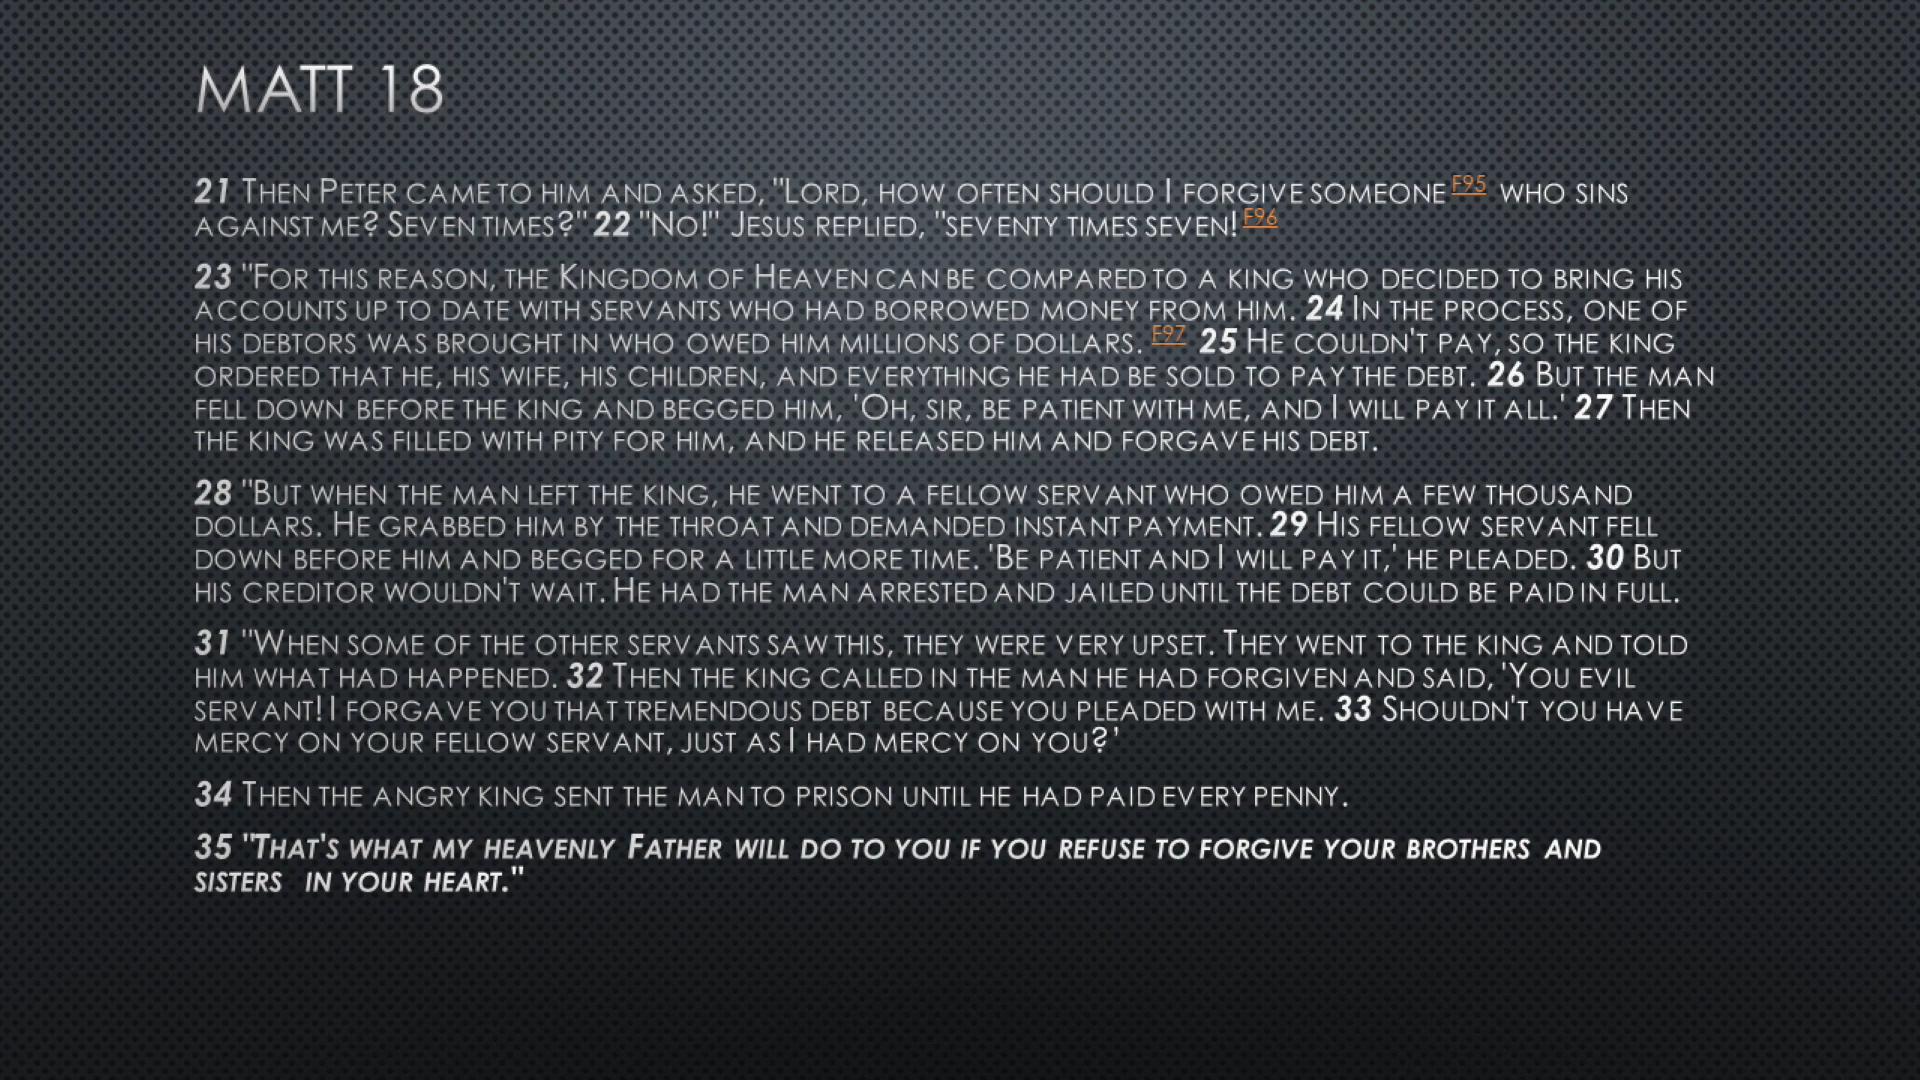 MATT 18
21 THEN PETER CAME TO HIM AND ASKED, "LORD, HOW OFTEN SHOULD I FORGIVE SOMEONE F95 WHO SINS
AGAINST ME? SEVEN TIMES?" 22 "NO!" JESUS REPLIED, "SEVENTY TIMES SEVEN! F96
23 "FOR THIS REASON, THE KINGDOM OF HEAVEN CAN BE COMPARED TO A KING WHO DECIDED TO BRING HIS
ACCOUNTS UP TO DATE WITH SERVANTS WHO HAD BORROWED MONEY FROM HIM. 24 IN THE PROCESS, ONE OF
HIS DEBTORS WAS BROUGHT IN WHO OWED HIM MILLIONS OF DOLLARS. F97 25 HE COULDN'T PAY, SO THE KING
ORDERED THAT HE, HIS WIFE, HIS CHILDREN, AND EVERYTHING HE HAD BE SOLD TO PAY THE DEBT. 26 BUT THE MAN
FELL DOWN BEFORE THE KING AND BEGGED HIM, 'OH, SIR, BE PATIENT WITH ME, AND I WILL PAY IT ALL.' 27 THEN
THE KING WAS FILLED WITH PITY FOR HIM, AND HE RELEASED HIM AND FORGAVE HIS DEBT.
28 "BUT WHEN THE MAN LEFT THE KING, HE WENT TO A FELLOW SERVANT WHO OWED HIM A FEW THOUSAND
DOLLARS. HE GRABBED HIM BY THE THROAT AND DEMANDED INSTANT PAYMENT. 29 HIS FELLOW SERVANT FELL
DOWN BEFORE HIM AND BEGGED FOR A LITTLE MORE TIME. 'BE PATIENT AND I WILL PAY IT,' HE PLEADED. 30 BUT
HIS CREDITOR WOULDN'T WAIT. HE HAD THE MAN ARRESTED AND JAILED UNTIL THE DEBT COULD BE PAID IN FULL.
31 "WHEN SOME OF THE OTHER SERVANTS SAW THIS, THEY WERE VERY UPSET. THEY WENT TO THE KING AND TOLD
HIM WHAT HAD HAPPENED. 32 THEN THE KING CALLED IN THE MAN HE HAD FORGIVEN AND SAID, 'YOU EVIL
SERVANT! I FORGAVE YOU THAT TREMENDOUS DEBT BECAUSE YOU PLEADED WITH ME. 33 SHOULDN'T YOU HAVE
MERCY ON YOUR FELLOW SERVANT, JUST AS I HAD MERCY ON YOU?'
34 THEN THE ANGRY KING SENT THE MAN TO PRISON UNTIL HE HAD PAID EVERY PENNY.
35 "THAT'S WHAT MY HEAVENLY FATHER WILL DO TO YOU IF YOU REFUSE TO FORGIVE YOUR BROTHERS AND
SISTERS IN YOUR HEART."